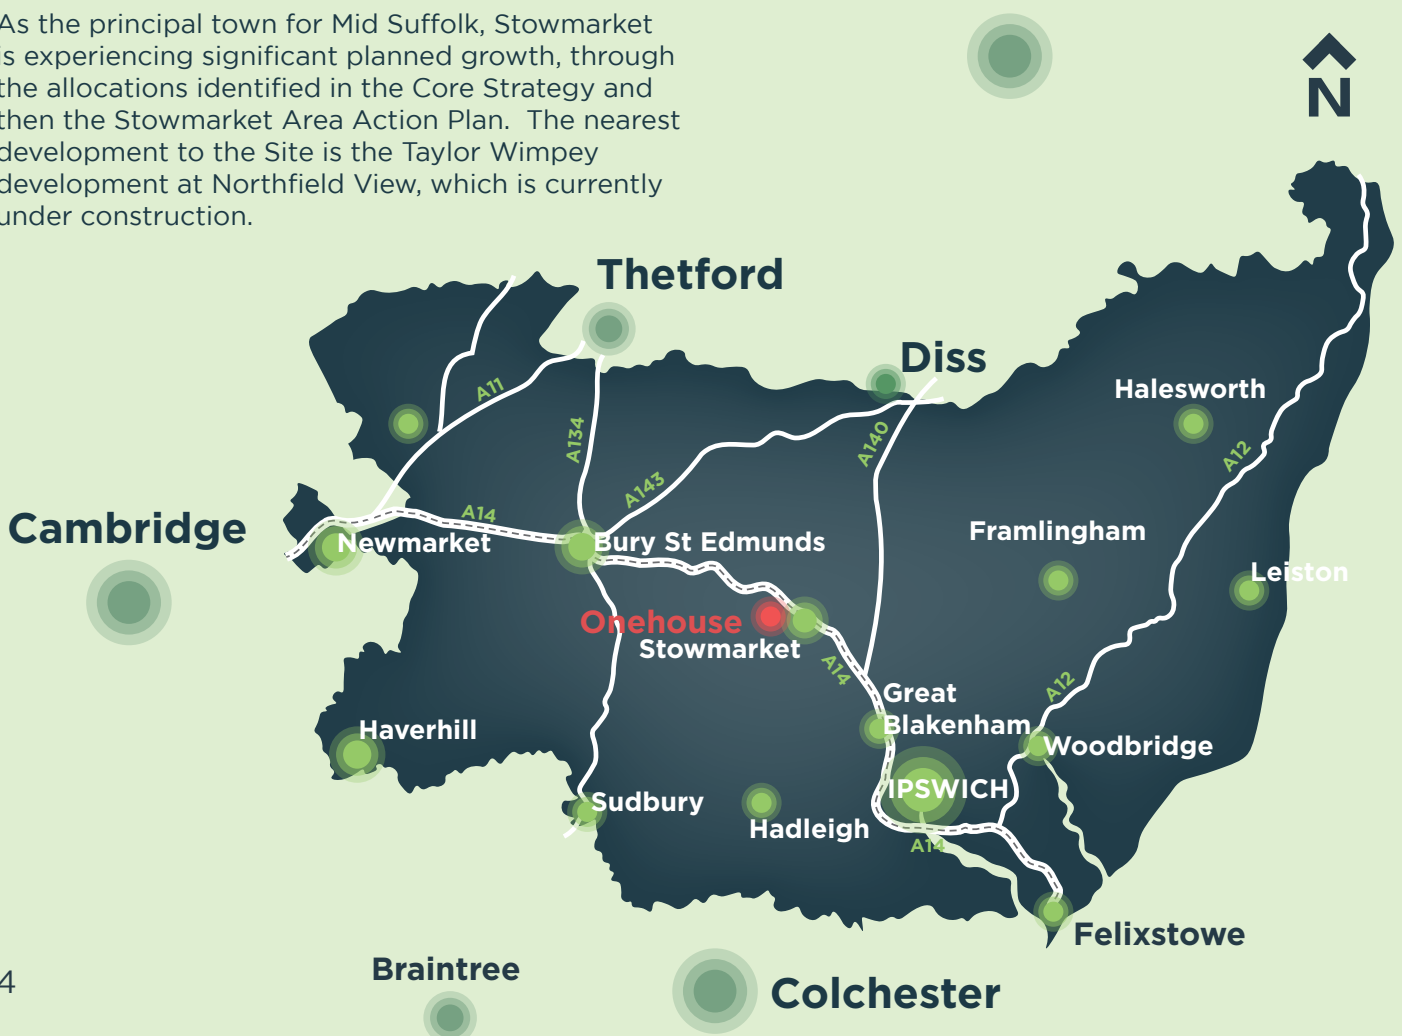 As the principal town for Mid Suffolk, Stowmarket
is experiencing significant planned growth, through
the allocations identified in the Core Strategy and
then the Stowmarket Area Action Plan.  The nearest
development to the Site is the Taylor Wimpey
development at Northfield View, which is currently
under construction.
N
Thetford
Diss
Halesworth
A11
A134
A143
A140
A12
Cambridge
A14
Newmarket
Bury St Edmunds
Framlingham
Leiston
Onehouse
Stowmarket
A14
A12
Great
Blakenham
Haverhill
Woodbridge
IPSWICH
Sudbury
Hadleigh
A14
Felixstowe
Braintree
Colchester
4